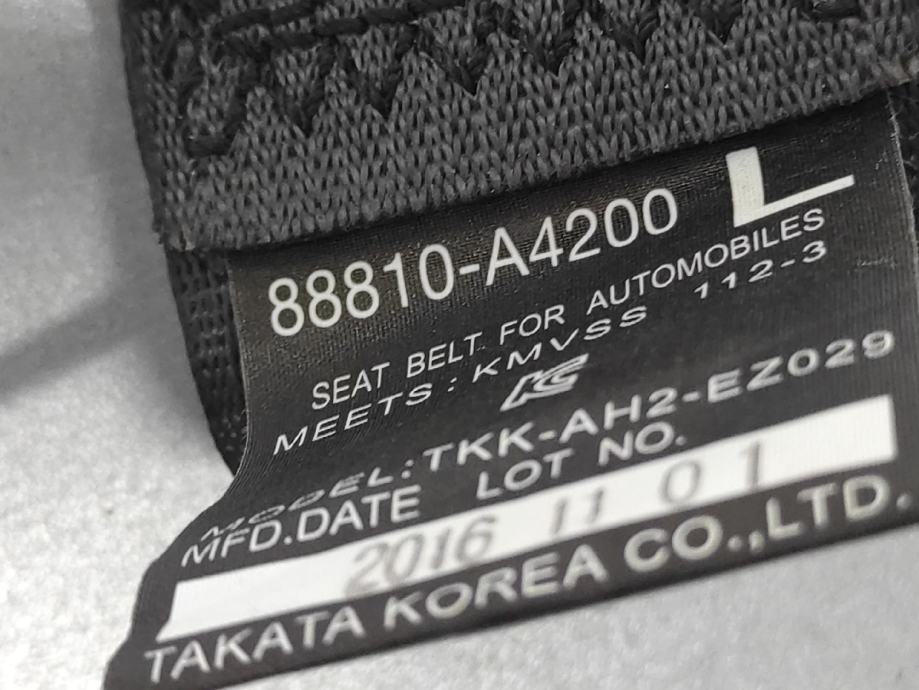 88810-A4200 L
SEAT BELT FOR AUTOMOBILES
MEETS: KMVSS 112-3
MODEL:TKK-AH2-EZ029
MFD.DATE LOT NO.
2016 11 01
TAKATA KOREA CO.,LTD.